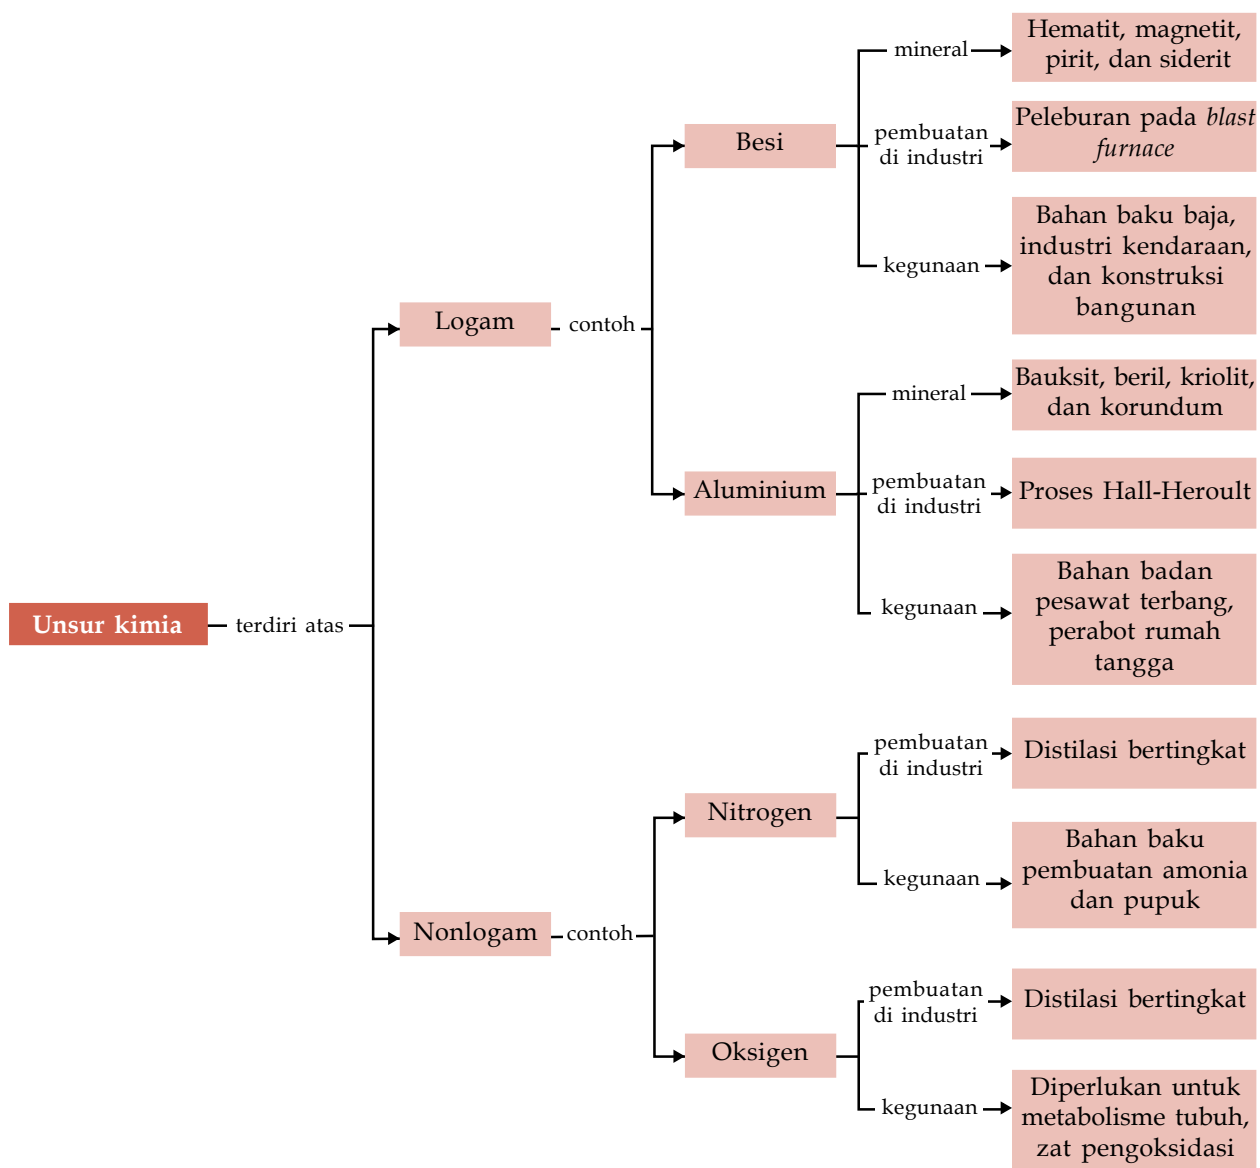 Unsur kimia
terdiri atas
Logam
contoh
Besi
mineral
Hematit, magnetit,
pirit, dan siderit
pembuatan
di industri
Peleburan pada blast
furnace
kegunaan
Bahan baku baja,
industri kendaraan,
dan konstruksi
bangunan
Aluminium
mineral
Bauksit, beril, kriolit,
dan korundum
pembuatan
di industri
Proses Hall-Heroult
kegunaan
Bahan badan
pesawat terbang,
perabot rumah
tangga
Nonlogam
contoh
Nitrogen
pembuatan
di industri
Distilasi bertingkat
kegunaan
Bahan baku
pembuatan amonia
dan pupuk
Oksigen
pembuatan
di industri
Distilasi bertingkat
kegunaan
Diperlukan untuk
metabolisme tubuh,
zat pengoksidasi